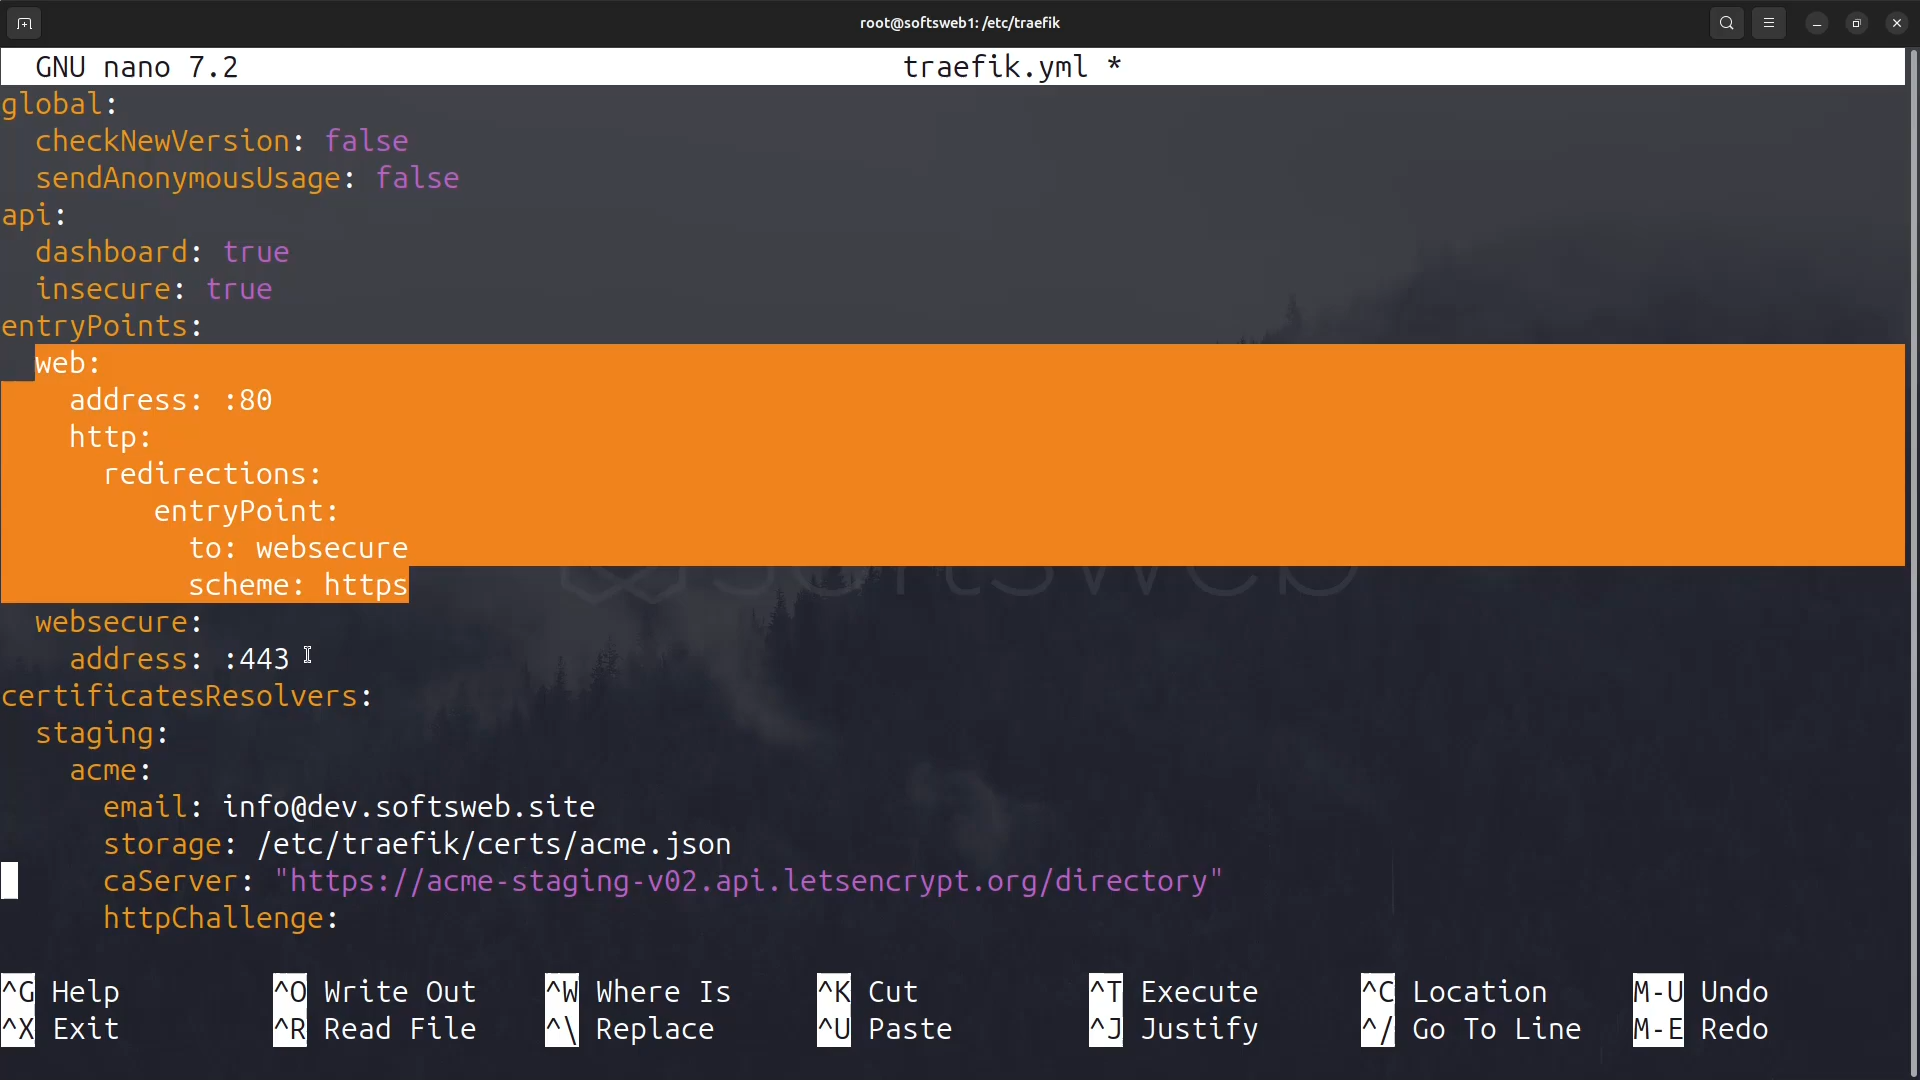 root@softsweb1: /etc/traefik
GNU nano 7.2 traefik.yml *
global:
  checkNewVersion: false
  sendAnonymousUsage: false
api:
  dashboard: true
  insecure: true
entryPoints:
  web:
    address: :80
    http:
      redirections:
         entryPoint:
           to: websecure
           scheme: https
  websecure:
    address: :443
certificatesResolvers:
  staging:
    acme:
      email: info@dev.softsweb.site
      storage: /etc/traefik/certs/acme.json
      caServer: "https://acme-staging-v02.api.letsencrypt.org/directory"
      httpChallenge:
softsweb
^G Help ^O Write Out ^W Where Is ^K Cut ^T Execute ^C Location M-U Undo
^X Exit ^R Read File ^\ Replace ^U Paste ^J Justify ^/ Go To Line M-E Redo